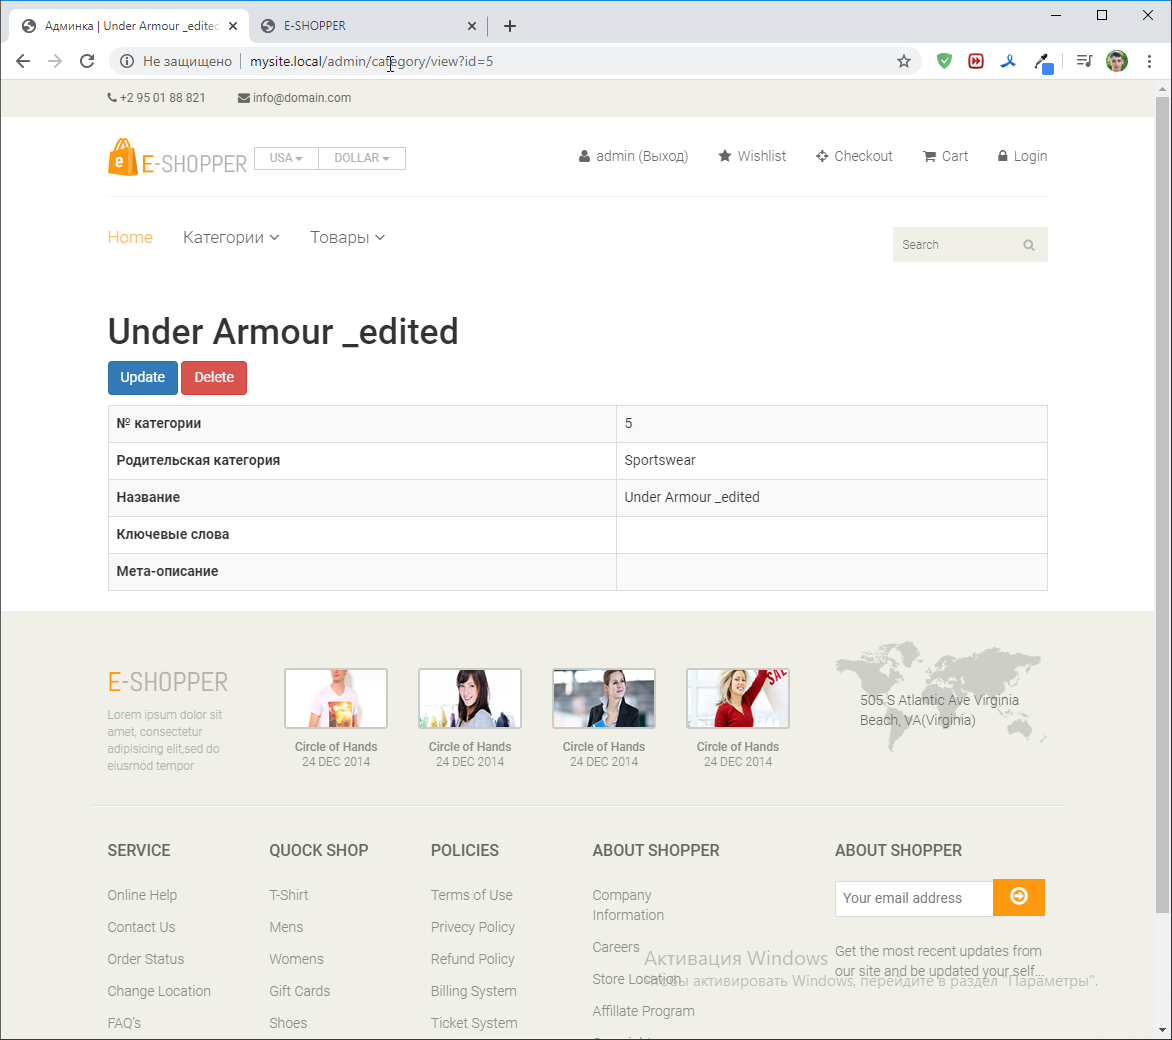 Админка | Under Armour _edited
E-SHOPPER
Не защищено
mysite.local/admin/category/view?id=5
+2 95 01 88 821
info@domain.com
E-SHOPPER
USA
DOLLAR
admin (Выход)
Wishlist
Checkout
Cart
Login
Home
Категории
Товары
Search
Under Armour _edited
Update
Delete
№ категории 5
Родительская категория Sportswear
Название Under Armour _edited
Ключевые слова
Мета-описание
E-SHOPPER
Lorem ipsum dolor sit
amet, consectetur
adipisicing elit,sed do
eiusmod tempor
Circle of Hands
24 DEC 2014
Circle of Hands
24 DEC 2014
Circle of Hands
24 DEC 2014
SALE
Circle of Hands
24 DEC 2014
505 S Atlantic Ave Virginia
Beach, VA(Virginia)
SERVICE
Online Help
Contact Us
Order Status
Change Location
FAQ's
QUOCK SHOP
T-Shirt
Mens
Womens
Gift Cards
Shoes
POLICIES
Terms of Use
Privecy Policy
Refund Policy
Billing System
Ticket System
ABOUT SHOPPER
Company
Information
Careers
Store Location
Affillate Program
ABOUT SHOPPER
Your email address
Get the most recent updates from
our site and be updated your self...
Активация Windows
Чтобы активировать Windows, перейдите в раздел "Параметры".